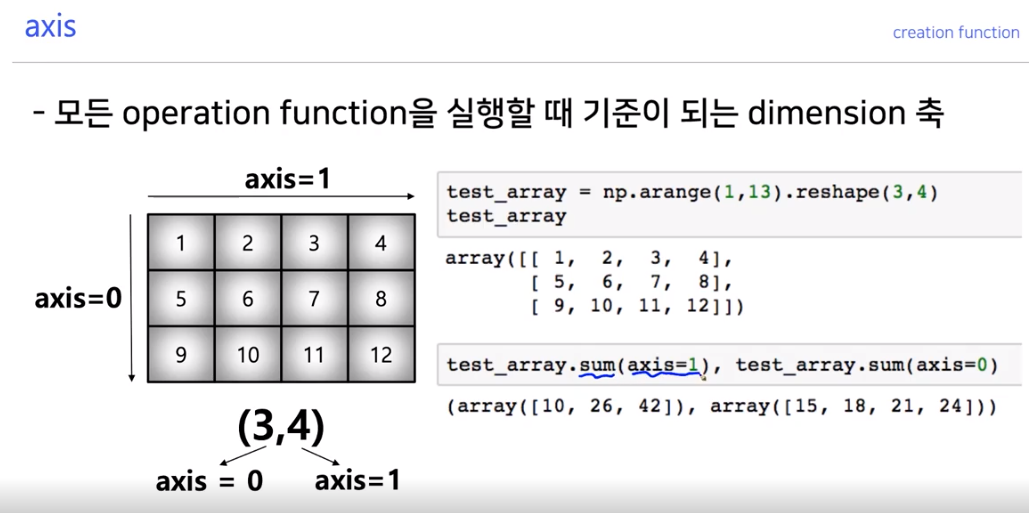 axis
creation function
- 모든 operation function을 실행할 때 기준이 되는 dimension 축
axis=1
axis=0
1 2 3 4
5 6 7 8
9 10 11 12
(3,4)
axis = 0 axis=1
test_array = np.arange(1,13).reshape(3,4)
test_array
array([[ 1, 2, 3, 4],
[ 5, 6, 7, 8],
[ 9, 10, 11, 12]])
test_array.sum(axis=1), test_array.sum(axis=0)
(array([10, 26, 42]), array([15, 18, 21, 24]))